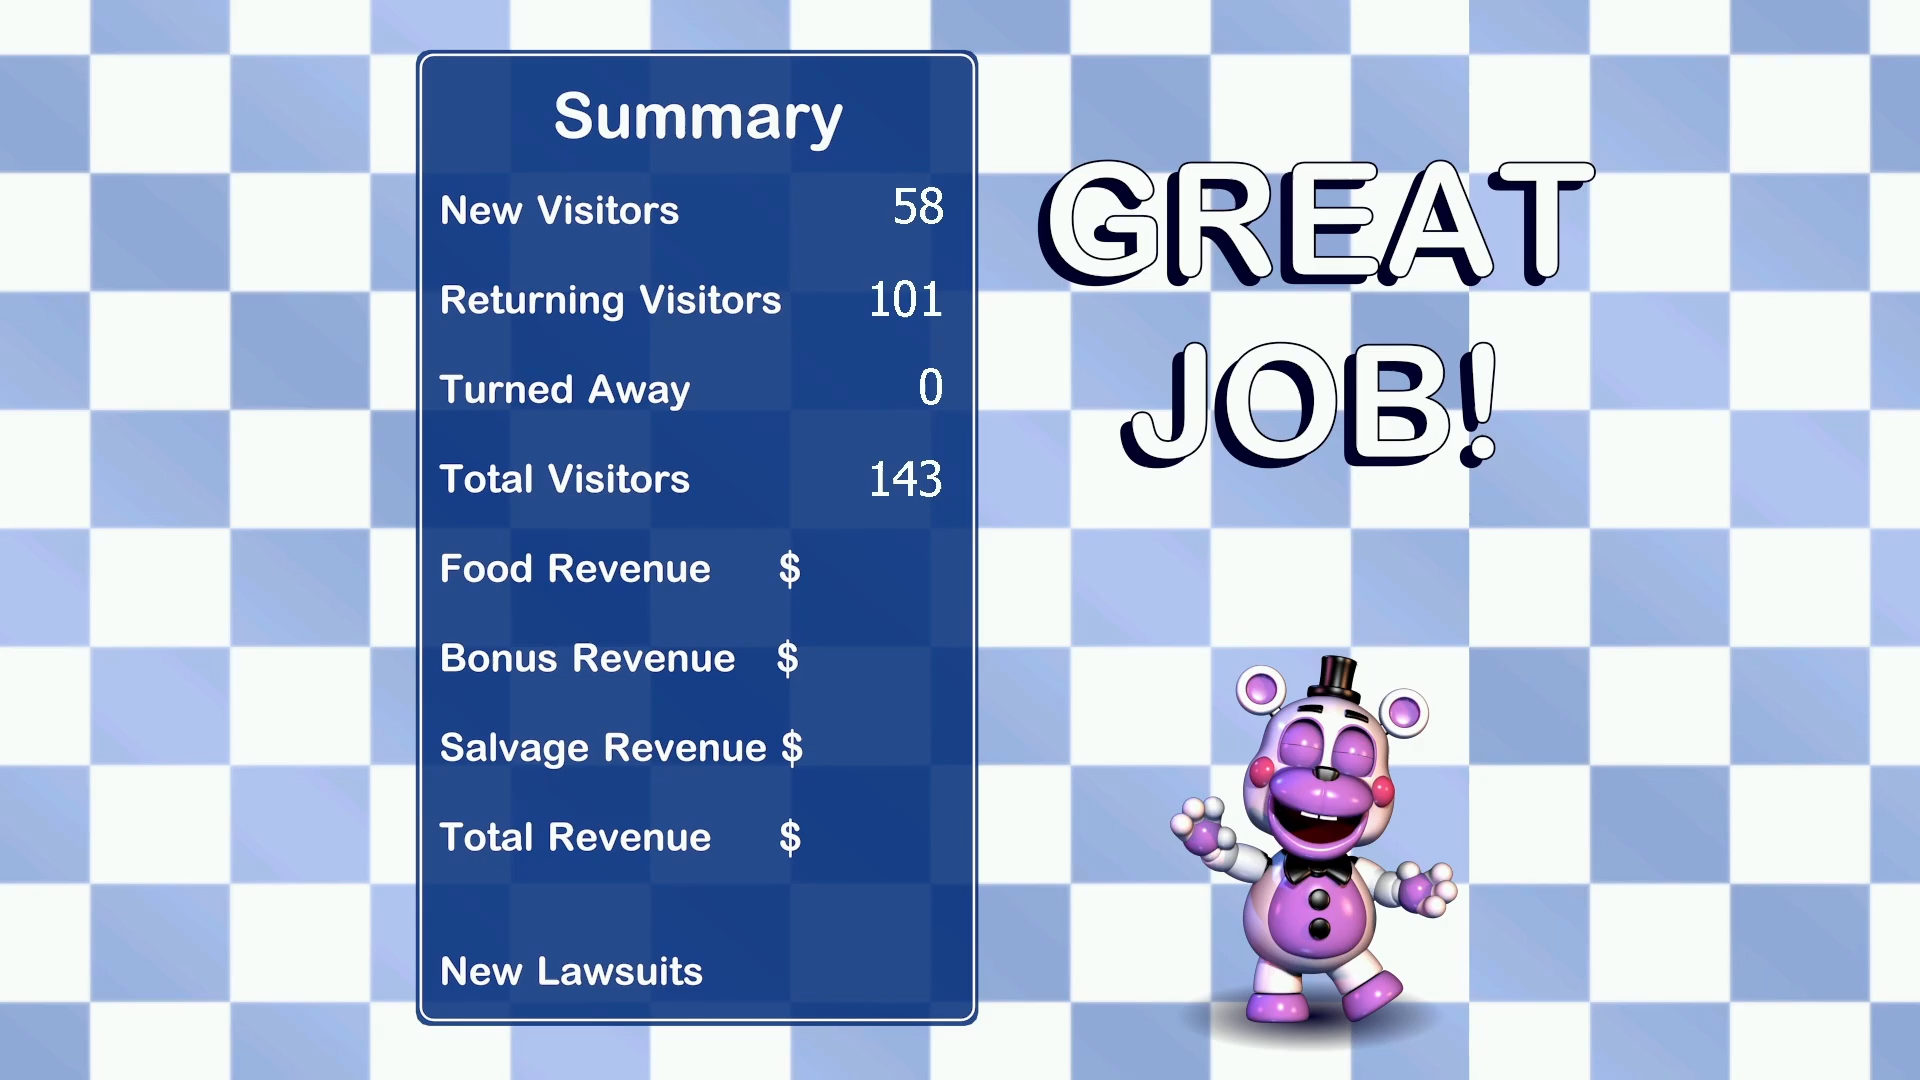 Summary
New Visitors 58
Returning Visitors 101
Turned Away 0
Total Visitors 143
Food Revenue $
Bonus Revenue $
Salvage Revenue $
Total Revenue $
New Lawsuits
GREAT
JOB!